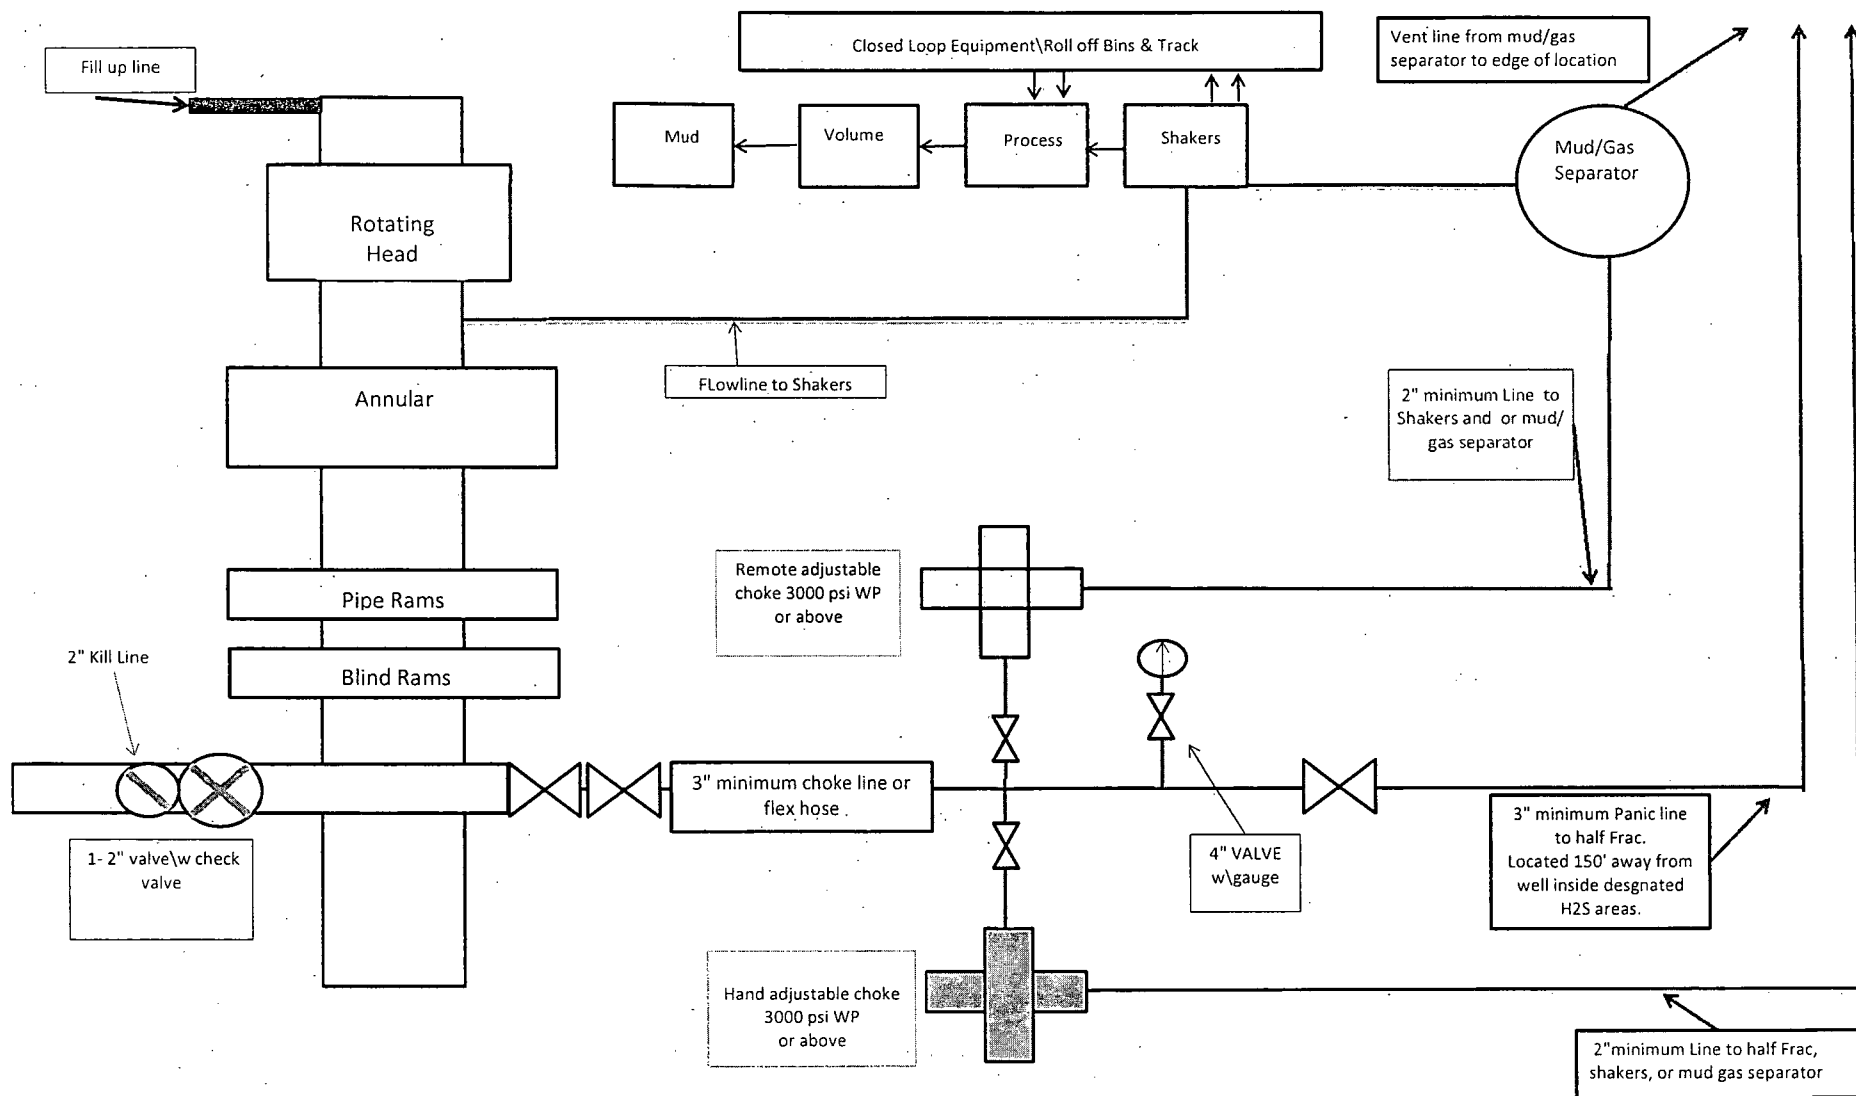 Closed Loop Equipment\Roll off Bins & Track
Vent line from mud/gas
separator to edge of location
Fill up line
Mud
Volume
Process
Shakers
Mud/Gas
Separator
Rotating
Head
FLowline to Shakers
Annular
2" minimum Line to
Shakers and or mud/
gas separator
Remote adjustable
choke 3000 psi WP
or above
Pipe Rams
2" Kill Line
Blind Rams
3" minimum choke line or
flex hose
1- 2" valve\w check
valve
4" VALVE
w\gauge
3" minimum Panic line
to half Frac.
Located 150' away from
well inside desgnated
H2S areas.
Hand adjustable choke
3000 psi WP
or above
2"minimum Line to half Frac,
shakers, or mud gas separator